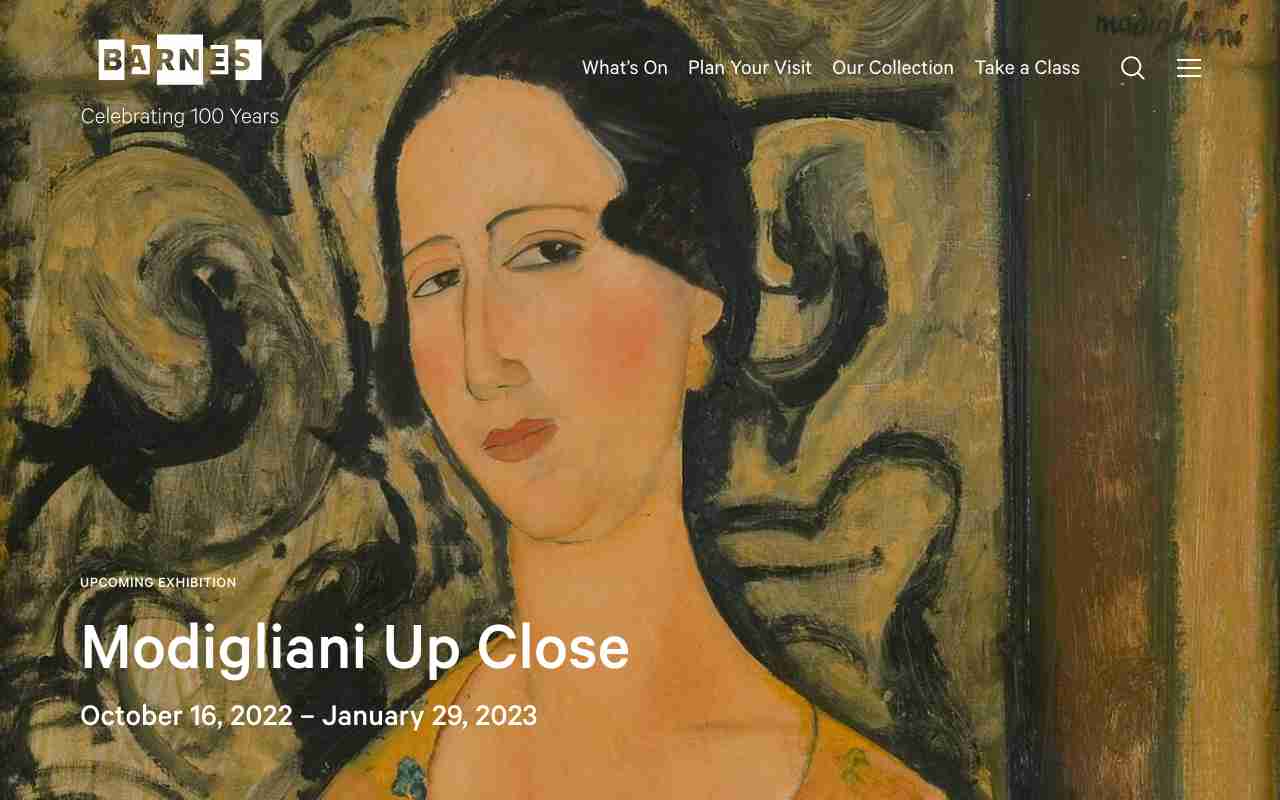 BARNES
Celebrating 100 Years
What's On
Plan Your Visit
Our Collection
Take a Class
modigliani
UPCOMING EXHIBITION
Modigliani Up Close
October 16, 2022 – January 29, 2023